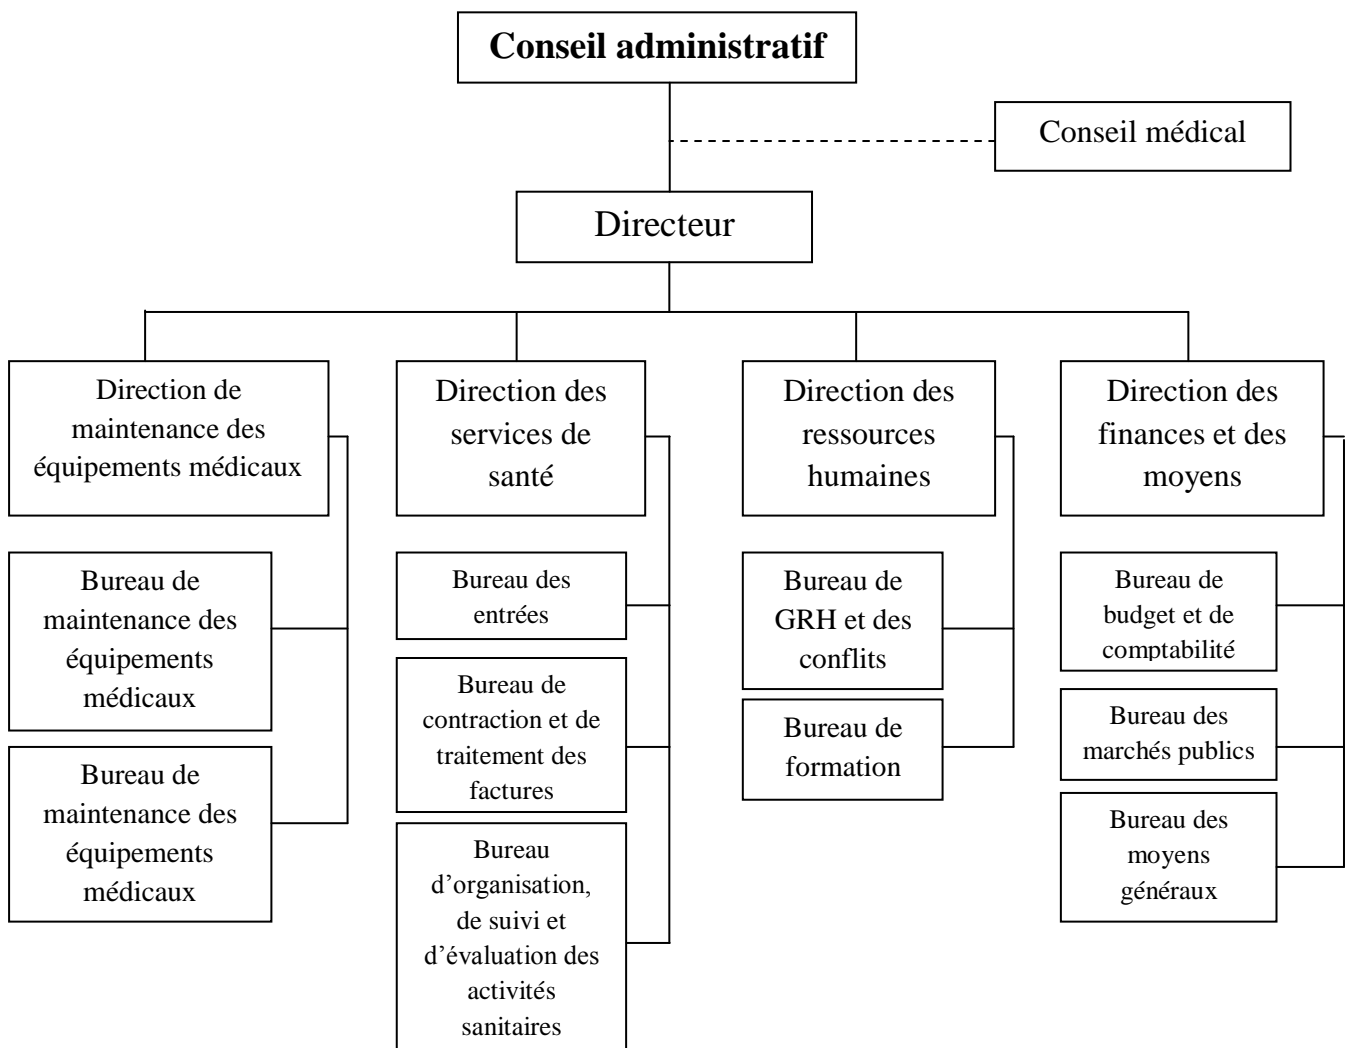 Conseil administratif
Conseil médical
Directeur
Direction de
maintenance des
équipements médicaux
Direction des
services de
santé
Direction des
ressources
humaines
Direction des
finances et des
moyens
Bureau de
maintenance des
équipements
médicaux
Bureau de
maintenance des
équipements
médicaux
Bureau des
entrées
Bureau de
contraction et de
traitement des
factures
Bureau
d'organisation,
de suivi et
d'évaluation des
activités
sanitaires
Bureau de
GRH et des
conflits
Bureau de
formation
Bureau de
budget et de
comptabilité
Bureau des
marchés publics
Bureau des
moyens
généraux